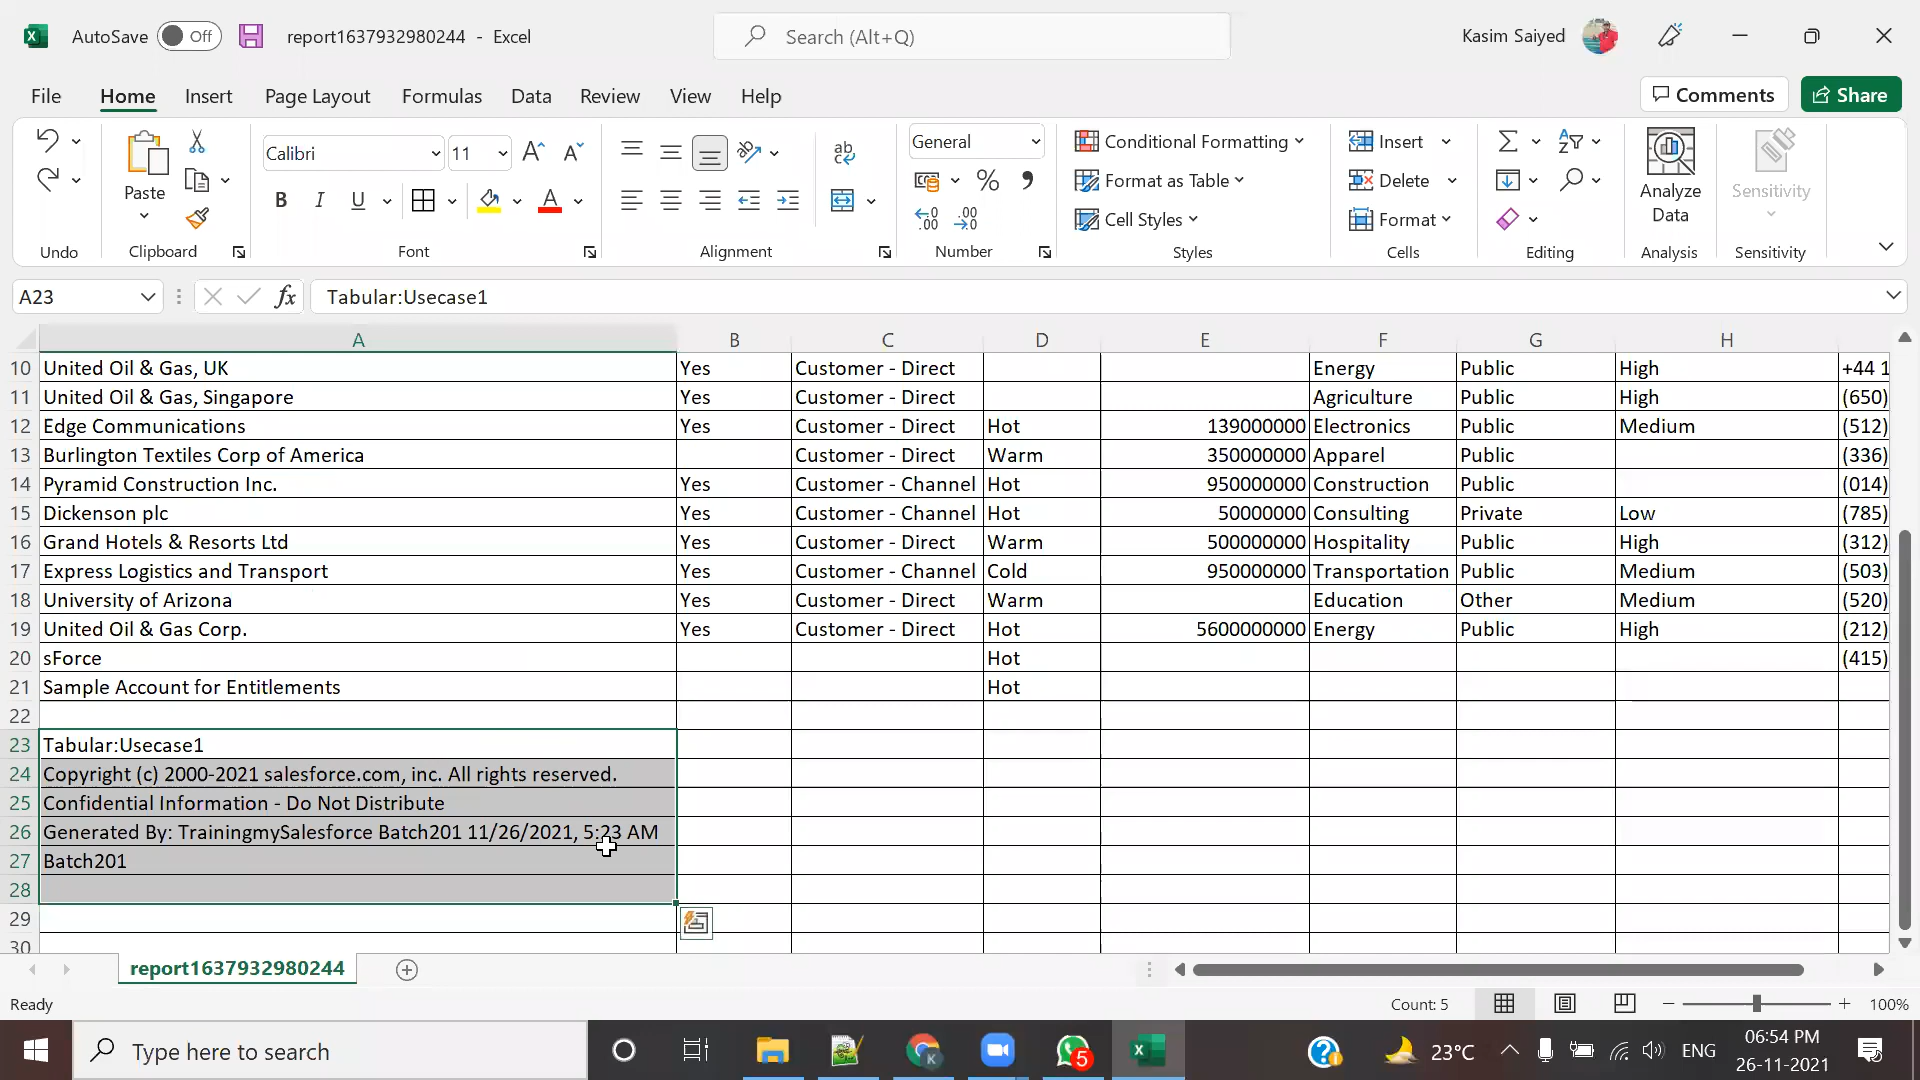 AutoSave Off report1637932980244 - Excel Search (Alt+Q) Kasim Saiyed
File Home Insert Page Layout Formulas Data Review View Help Comments Share
Paste Calibri 11 General Conditional Formatting Format as Table Cell Styles Insert Delete Format Analyze Data Sensitivity
Undo Clipboard Font Alignment Number Styles Cells Editing Analysis Sensitivity
A23 fx Tabular:Usecase1
A B C D E F G H
10 United Oil & Gas, UK Yes Customer - Direct Energy Public High +44 1
11 United Oil & Gas, Singapore Yes Customer - Direct Agriculture Public High (650)
12 Edge Communications Yes Customer - Direct Hot 139000000 Electronics Public Medium (512)
13 Burlington Textiles Corp of America Customer - Direct Warm 350000000 Apparel Public (336)
14 Pyramid Construction Inc. Yes Customer - Channel Hot 950000000 Construction Public (014)
15 Dickenson plc Yes Customer - Channel Hot 50000000 Consulting Private Low (785)
16 Grand Hotels & Resorts Ltd Yes Customer - Direct Warm 500000000 Hospitality Public High (312)
17 Express Logistics and Transport Yes Customer - Channel Cold 950000000 Transportation Public Medium (503)
18 University of Arizona Yes Customer - Direct Warm Education Other Medium (520)
19 United Oil & Gas Corp. Yes Customer - Direct Hot 5600000000 Energy Public High (212)
20 sForce Hot (415)
21 Sample Account for Entitlements Hot
22
23 Tabular:Usecase1
24 Copyright (c) 2000-2021 salesforce.com, inc. All rights reserved.
25 Confidential Information - Do Not Distribute
26 Generated By: TrainingmySalesforce Batch201 11/26/2021, 5:23 AM
27 Batch201
28
29
30
report1637932980244
Ready Count: 5 100%
Type here to search 5 23°C ENG 06:54 PM
26-11-2021